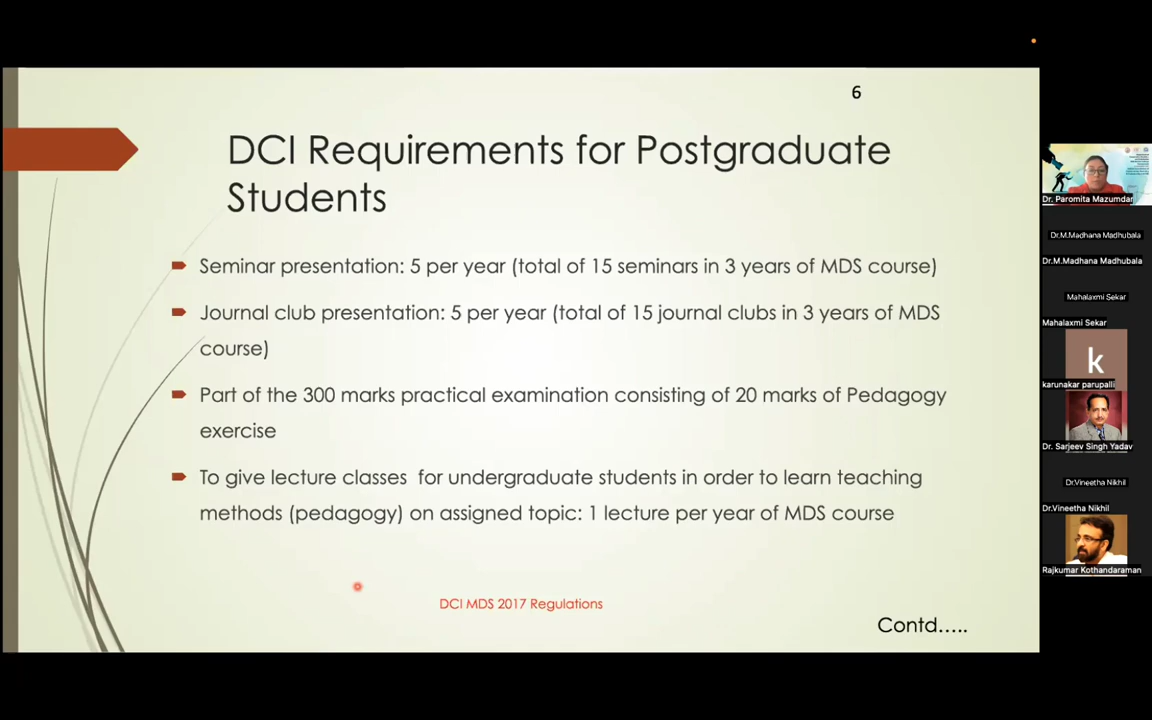 6
DCI Requirements for Postgraduate
Students
Seminar presentation: 5 per year (total of 15 seminars in 3 years of MDS course)
Journal club presentation: 5 per year (total of 15 journal clubs in 3 years of MDS
course)
Part of the 300 marks practical examination consisting of 20 marks of Pedagogy
exercise
To give lecture classes for undergraduate students in order to learn teaching
methods (pedagogy) on assigned topic: 1 lecture per year of MDS course
DCI MDS 2017 Regulations
Contd.....
Dr. Paromita Mazumdar
Dr.M.Madhana Madhubala
Dr.M.Madhana Madhubala
Mahalaxmi Sekar
Mahalaxmi Sekar
k
karunakar parupalli
Dr. Sarjeev Singh Yadav
Dr.Vineetha Nikhil
Dr.Vineetha Nikhil
Rajkumar Kothandaraman